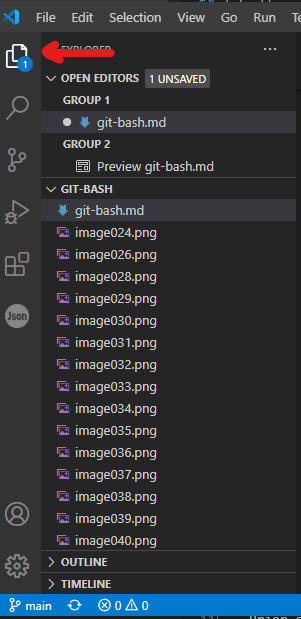 File Edit Selection View Go Run
EXPLORER
1
OPEN EDITORS 1 UNSAVED
GROUP 1
git-bash.md
GROUP 2
Preview git-bash.md
GIT-BASH
git-bash.md
image024.png
image026.png
image028.png
image029.png
image030.png
image031.png
image032.png
image033.png
Json
image034.png
image035.png
image036.png
image037.png
image038.png
image039.png
image040.png
OUTLINE
TIMELINE
main 0 0